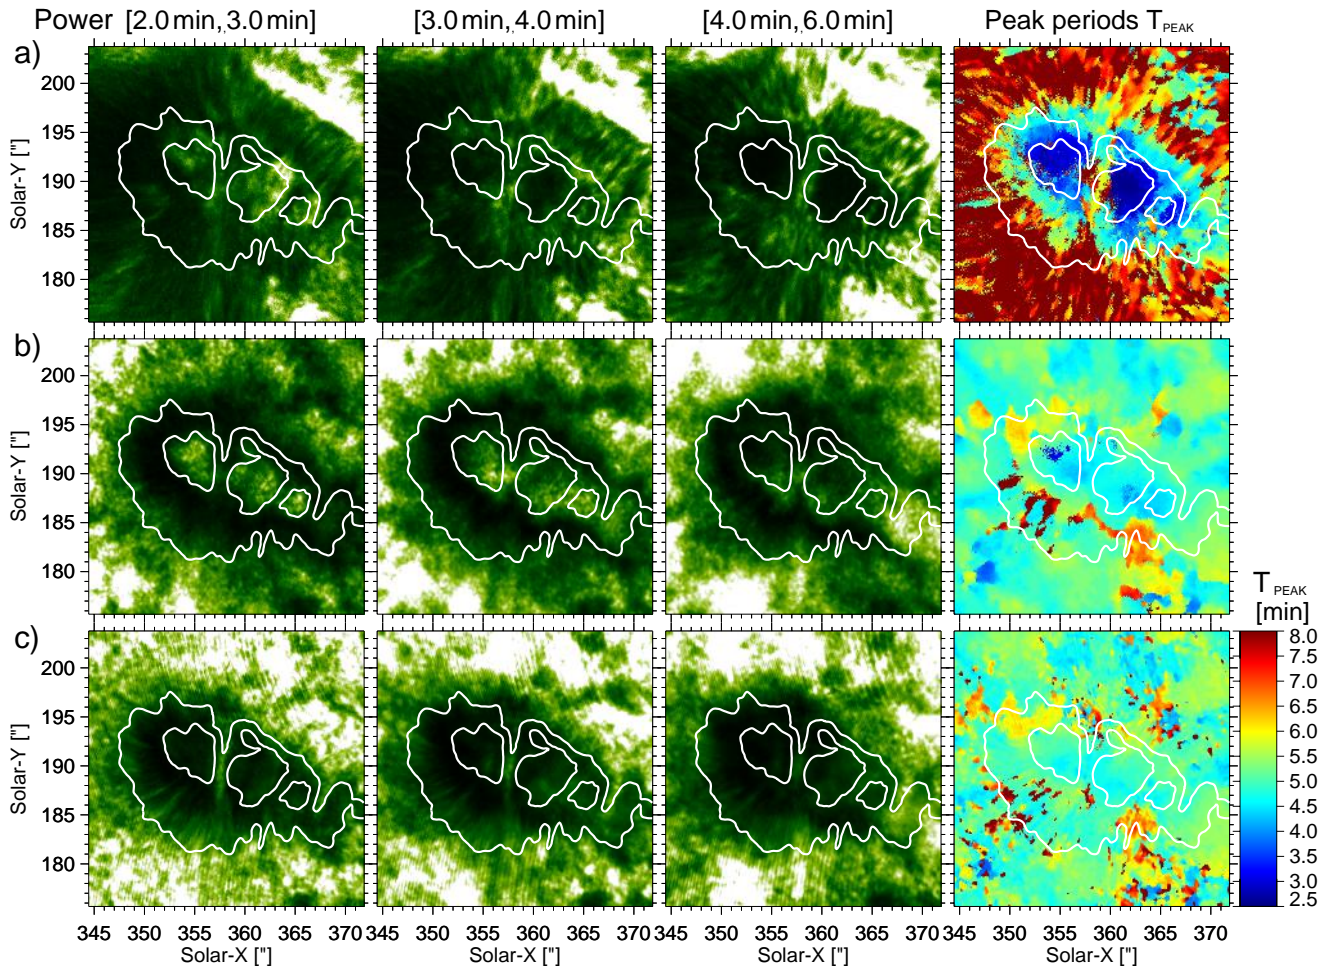 Power [2.0 min, 3.0 min] [3.0 min, 4.0 min] [4.0 min, 6.0 min] Peak periods T PEAK
a)
200
195
190
185
180
Solar-Y ["]
b)
200
195
190
185
180
Solar-Y ["]
T PEAK
[min]
c)
200
195
190
185
180
Solar-Y ["]
8.0
7.5
7.0
6.5
6.0
5.5
5.0
4.5
4.0
3.5
3.0
2.5
345 350 355 360 365 370 345 350 355 360 365 370 345 350 355 360 365 370 345 350 355 360 365 370
Solar-X ["] Solar-X ["] Solar-X ["] Solar-X ["]